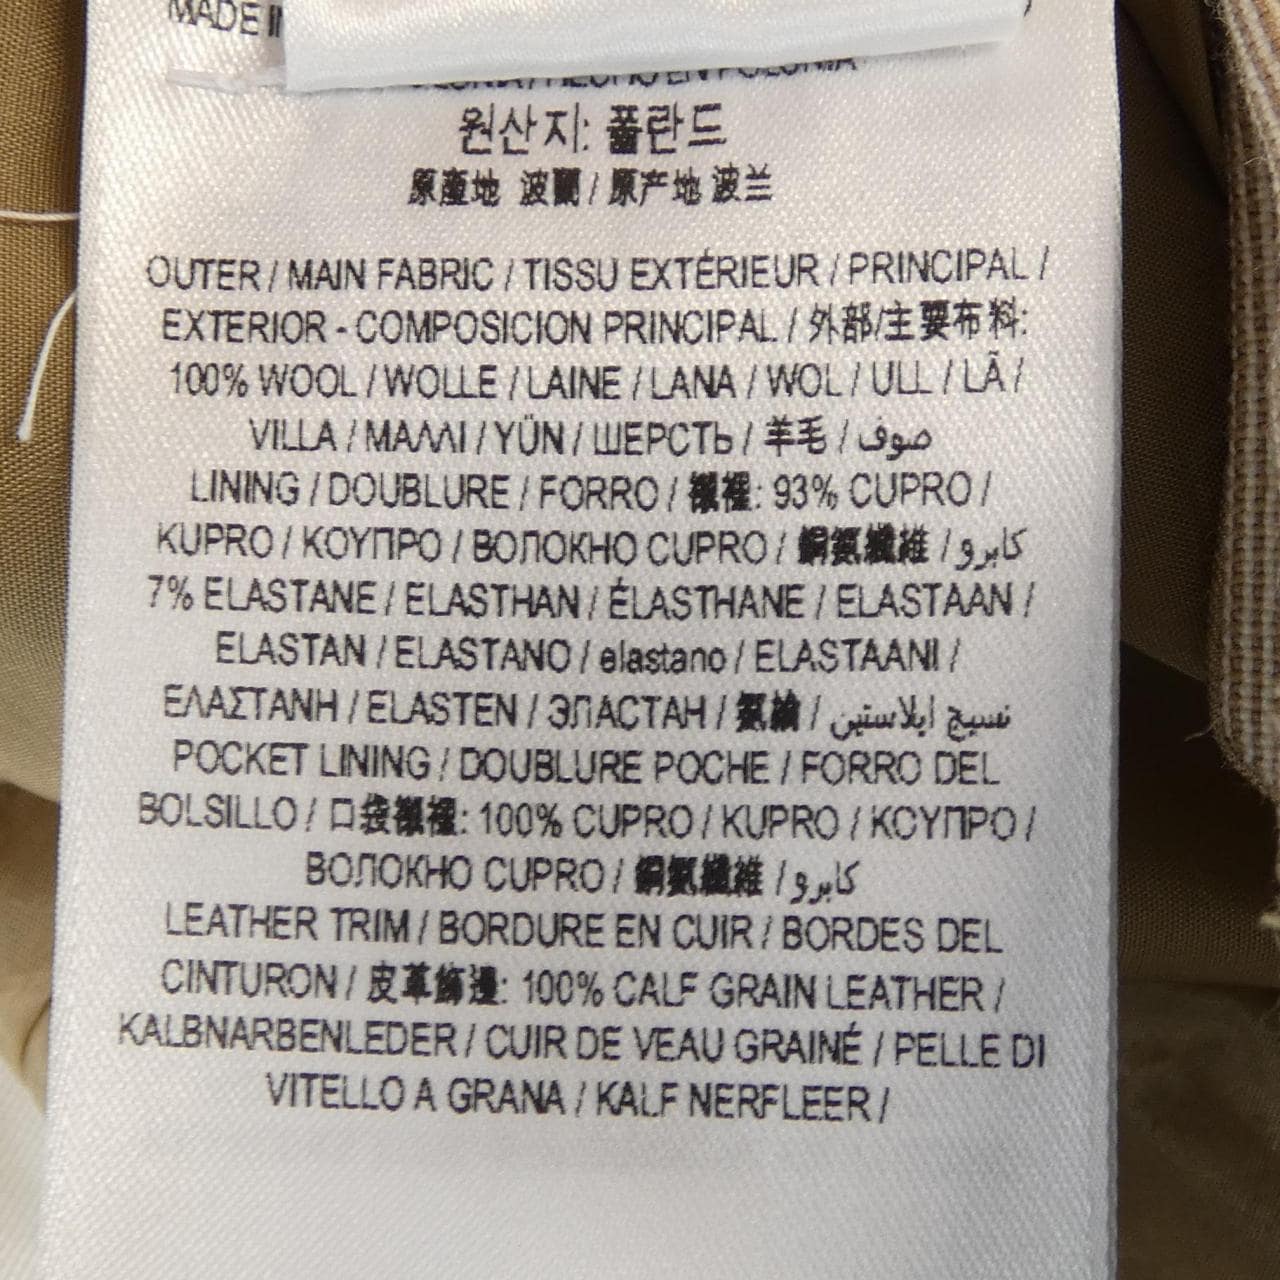 MADE IN
HECHO EN POLONIA
원산지: 폴란드
原產地 波蘭 / 原产地 波兰
OUTER / MAIN FABRIC / TISSU EXTÉRIEUR / PRINCIPAL /
EXTERIOR - COMPOSICION PRINCIPAL / 外部/主要布料:
100% WOOL / WOLLE / LAINE / LANA / WOL / ULL / LÃ /
VILLA / ΜΑΛΛΙ / YÜN / ШЕРСТЬ / 羊毛 / صوف
LINING / DOUBLURE / FORRO / 襯裡: 93% CUPRO /
KUPRO / ΚΟΥΠΡΟ / ВОЛОКНО CUPRO / 銅氨纖維 / كابرو
7% ELASTANE / ELASTHAN / ÉLASTHANE / ELASTAAN /
ELASTAN / ELASTANO / elastano / ELASTAANI /
ΕΛΑΣΤΑΝΗ / ELASTEN / ЭЛАСТАН / 氨綸 / نسيج ايلاستين
POCKET LINING / DOUBLURE POCHE / FORRO DEL
BOLSILLO / 口袋襯裡: 100% CUPRO / KUPRO / ΚΟΥΠΡΟ /
ВОЛОКНО CUPRO / 銅氨纖維 / كابرو
LEATHER TRIM / BORDURE EN CUIR / BORDES DEL
CINTURON / 皮革飾邊: 100% CALF GRAIN LEATHER /
KALBNARBENLEDER / CUIR DE VEAU GRAINÉ / PELLE DI
VITELLO A GRANA / KALF NERFLEER /